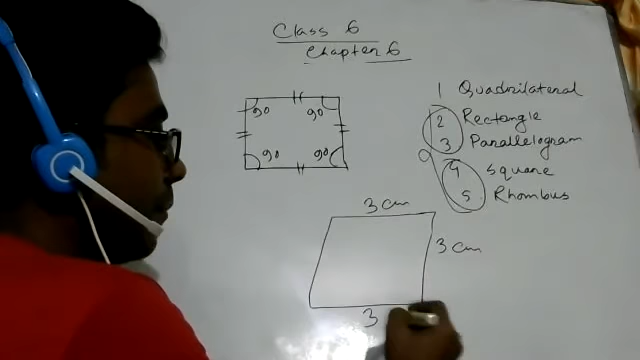 Class 6
Chapter 6
90 90
90 90
1 Quadrilateral
2 Rectangle
3 Parallelogram
4 Square
5 Rhombus
3 cm
3 cm
3